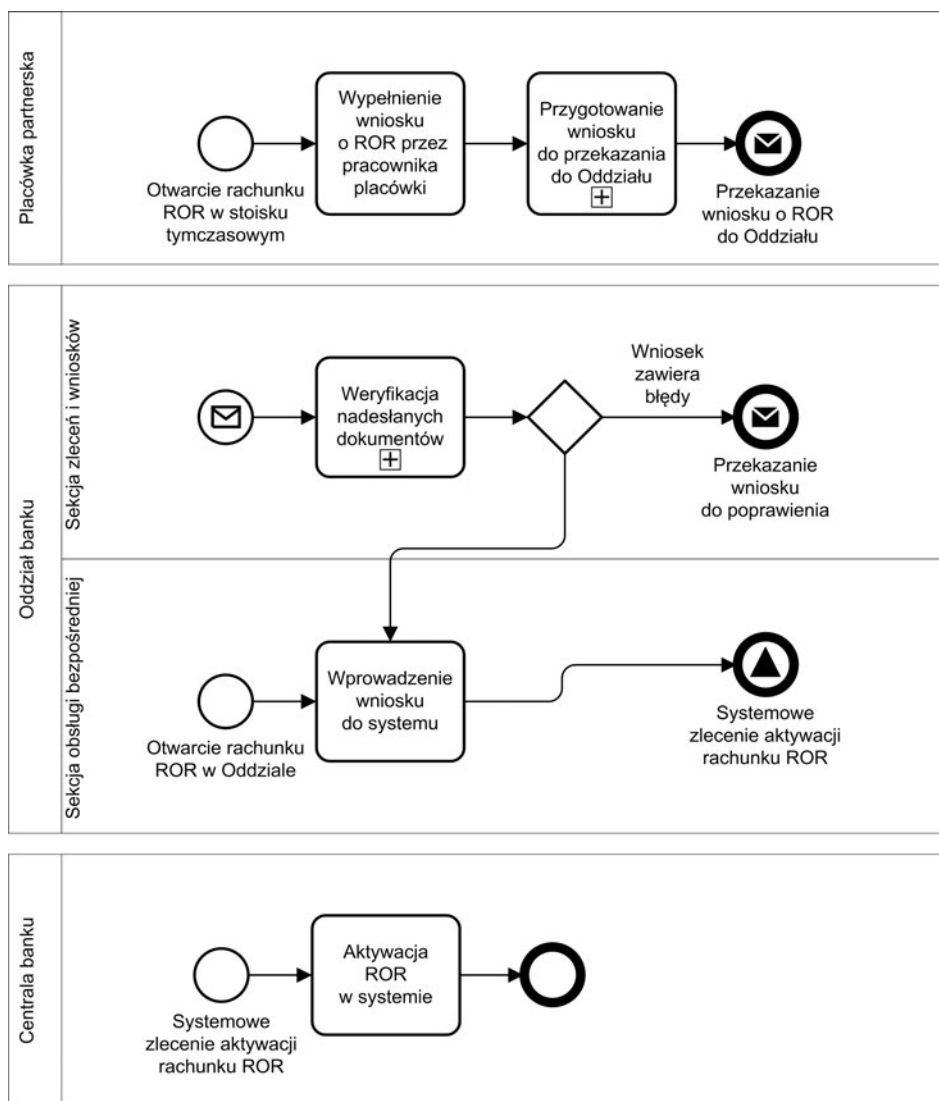 Placówka partnerska
Otwarcie rachunku
ROR w stoisku
tymczasowym
Wypełnienie
wniosku
o ROR przez
pracownika
placówki
Przygotowanie
wniosku
do przekazania
do Oddziału
Przekazanie
wniosku o ROR
do Oddziału
Oddział banku
Sekcja zleceń i wniosków
Weryfikacja
nadesłanych
dokumentów
Wniosek
zawiera
błędy
Przekazanie
wniosku
do poprawienia
Sekcja obsługi bezpośredniej
Otwarcie rachunku
ROR w Oddziale
Wprowadzenie
wniosku
do systemu
Systemowe
zlecenie aktywacji
rachunku ROR
Centrala banku
Systemowe
zlecenie aktywacji
rachunku ROR
Aktywacja
ROR
w systemie